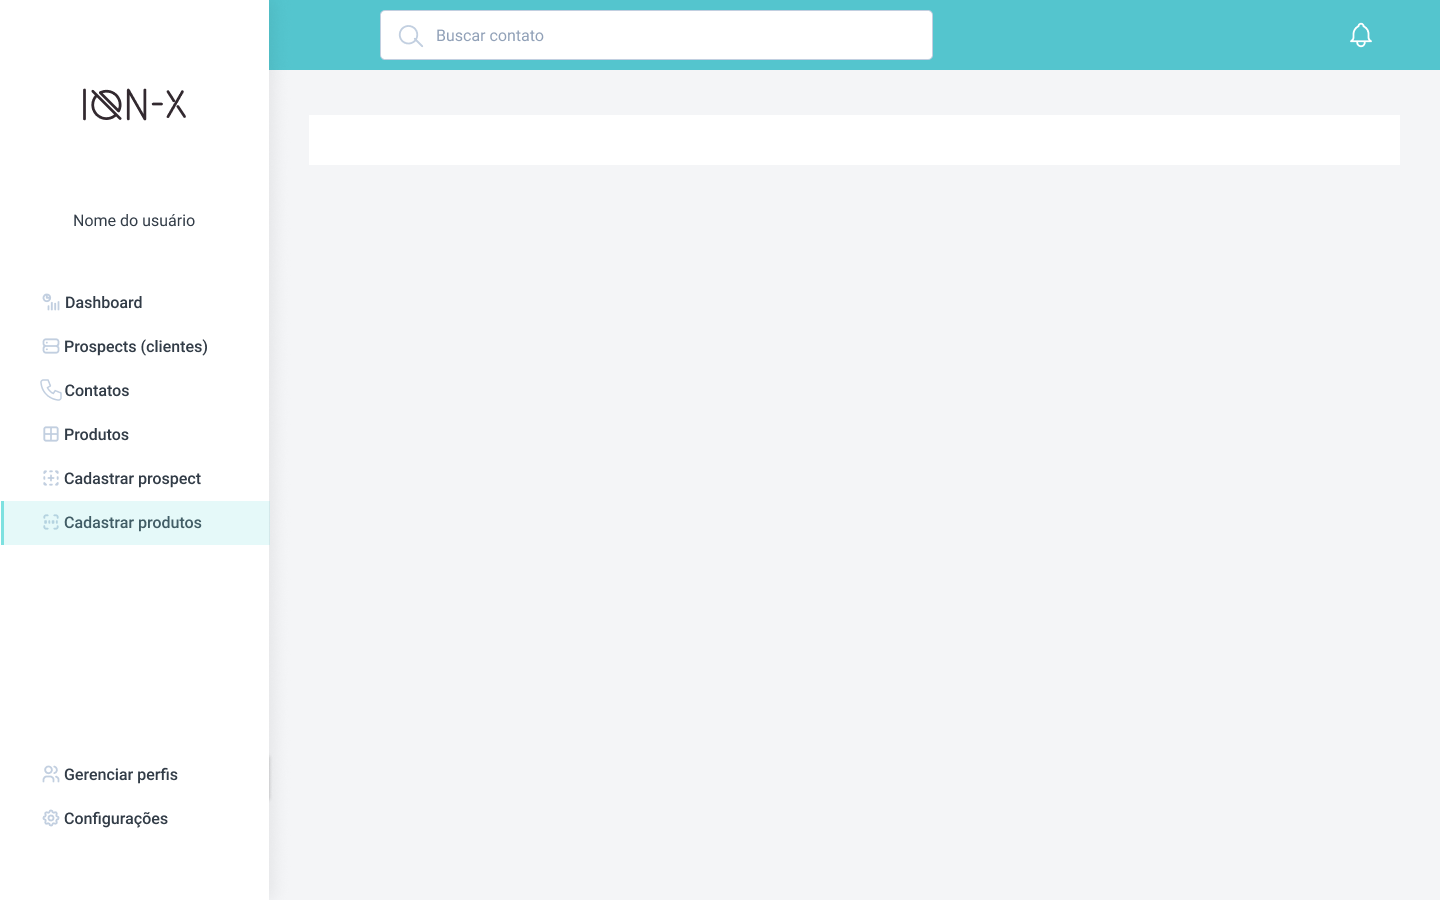 Buscar contato
ION-X
Nome do usuário
Dashboard
Prospects (clientes)
Contatos
Produtos
Cadastrar prospect
Cadastrar produtos
Gerenciar perfis
Configurações